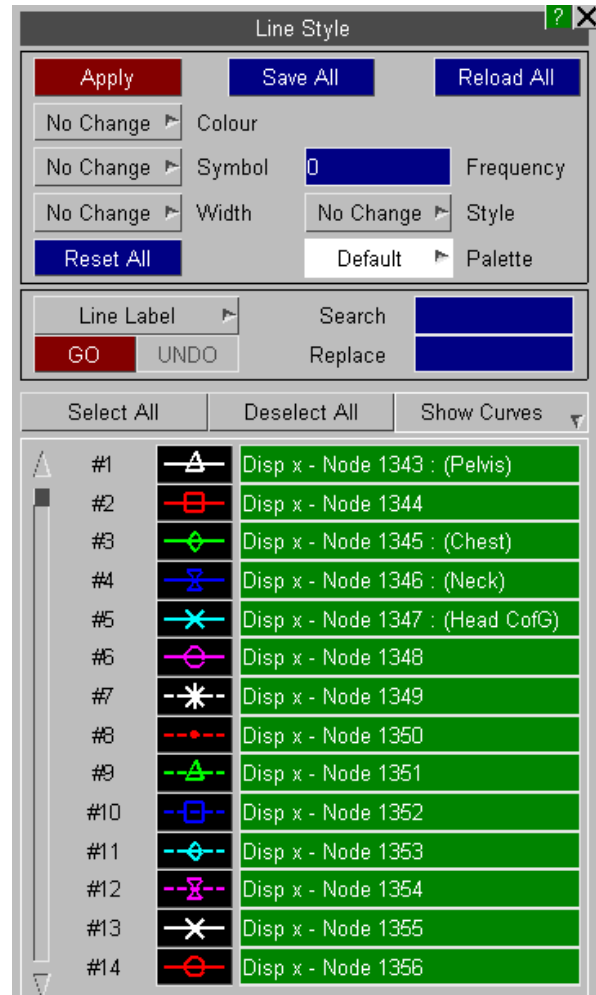 Line Style ?
Apply Save All Reload All
No Change Colour
No Change Symbol 0 Frequency
No Change Width No Change Style
Reset All Default Palette
Line Label Search
GO UNDO Replace
Select All Deselect All Show Curves
#1 Disp x - Node 1343 : (Pelvis)
#2 Disp x - Node 1344
#3 Disp x - Node 1345 : (Chest)
#4 Disp x - Node 1346 : (Neck)
#5 Disp x - Node 1347 : (Head CofG)
#6 Disp x - Node 1348
#7 Disp x - Node 1349
#8 Disp x - Node 1350
#9 Disp x - Node 1351
#10 Disp x - Node 1352
#11 Disp x - Node 1353
#12 Disp x - Node 1354
#13 Disp x - Node 1355
#14 Disp x - Node 1356